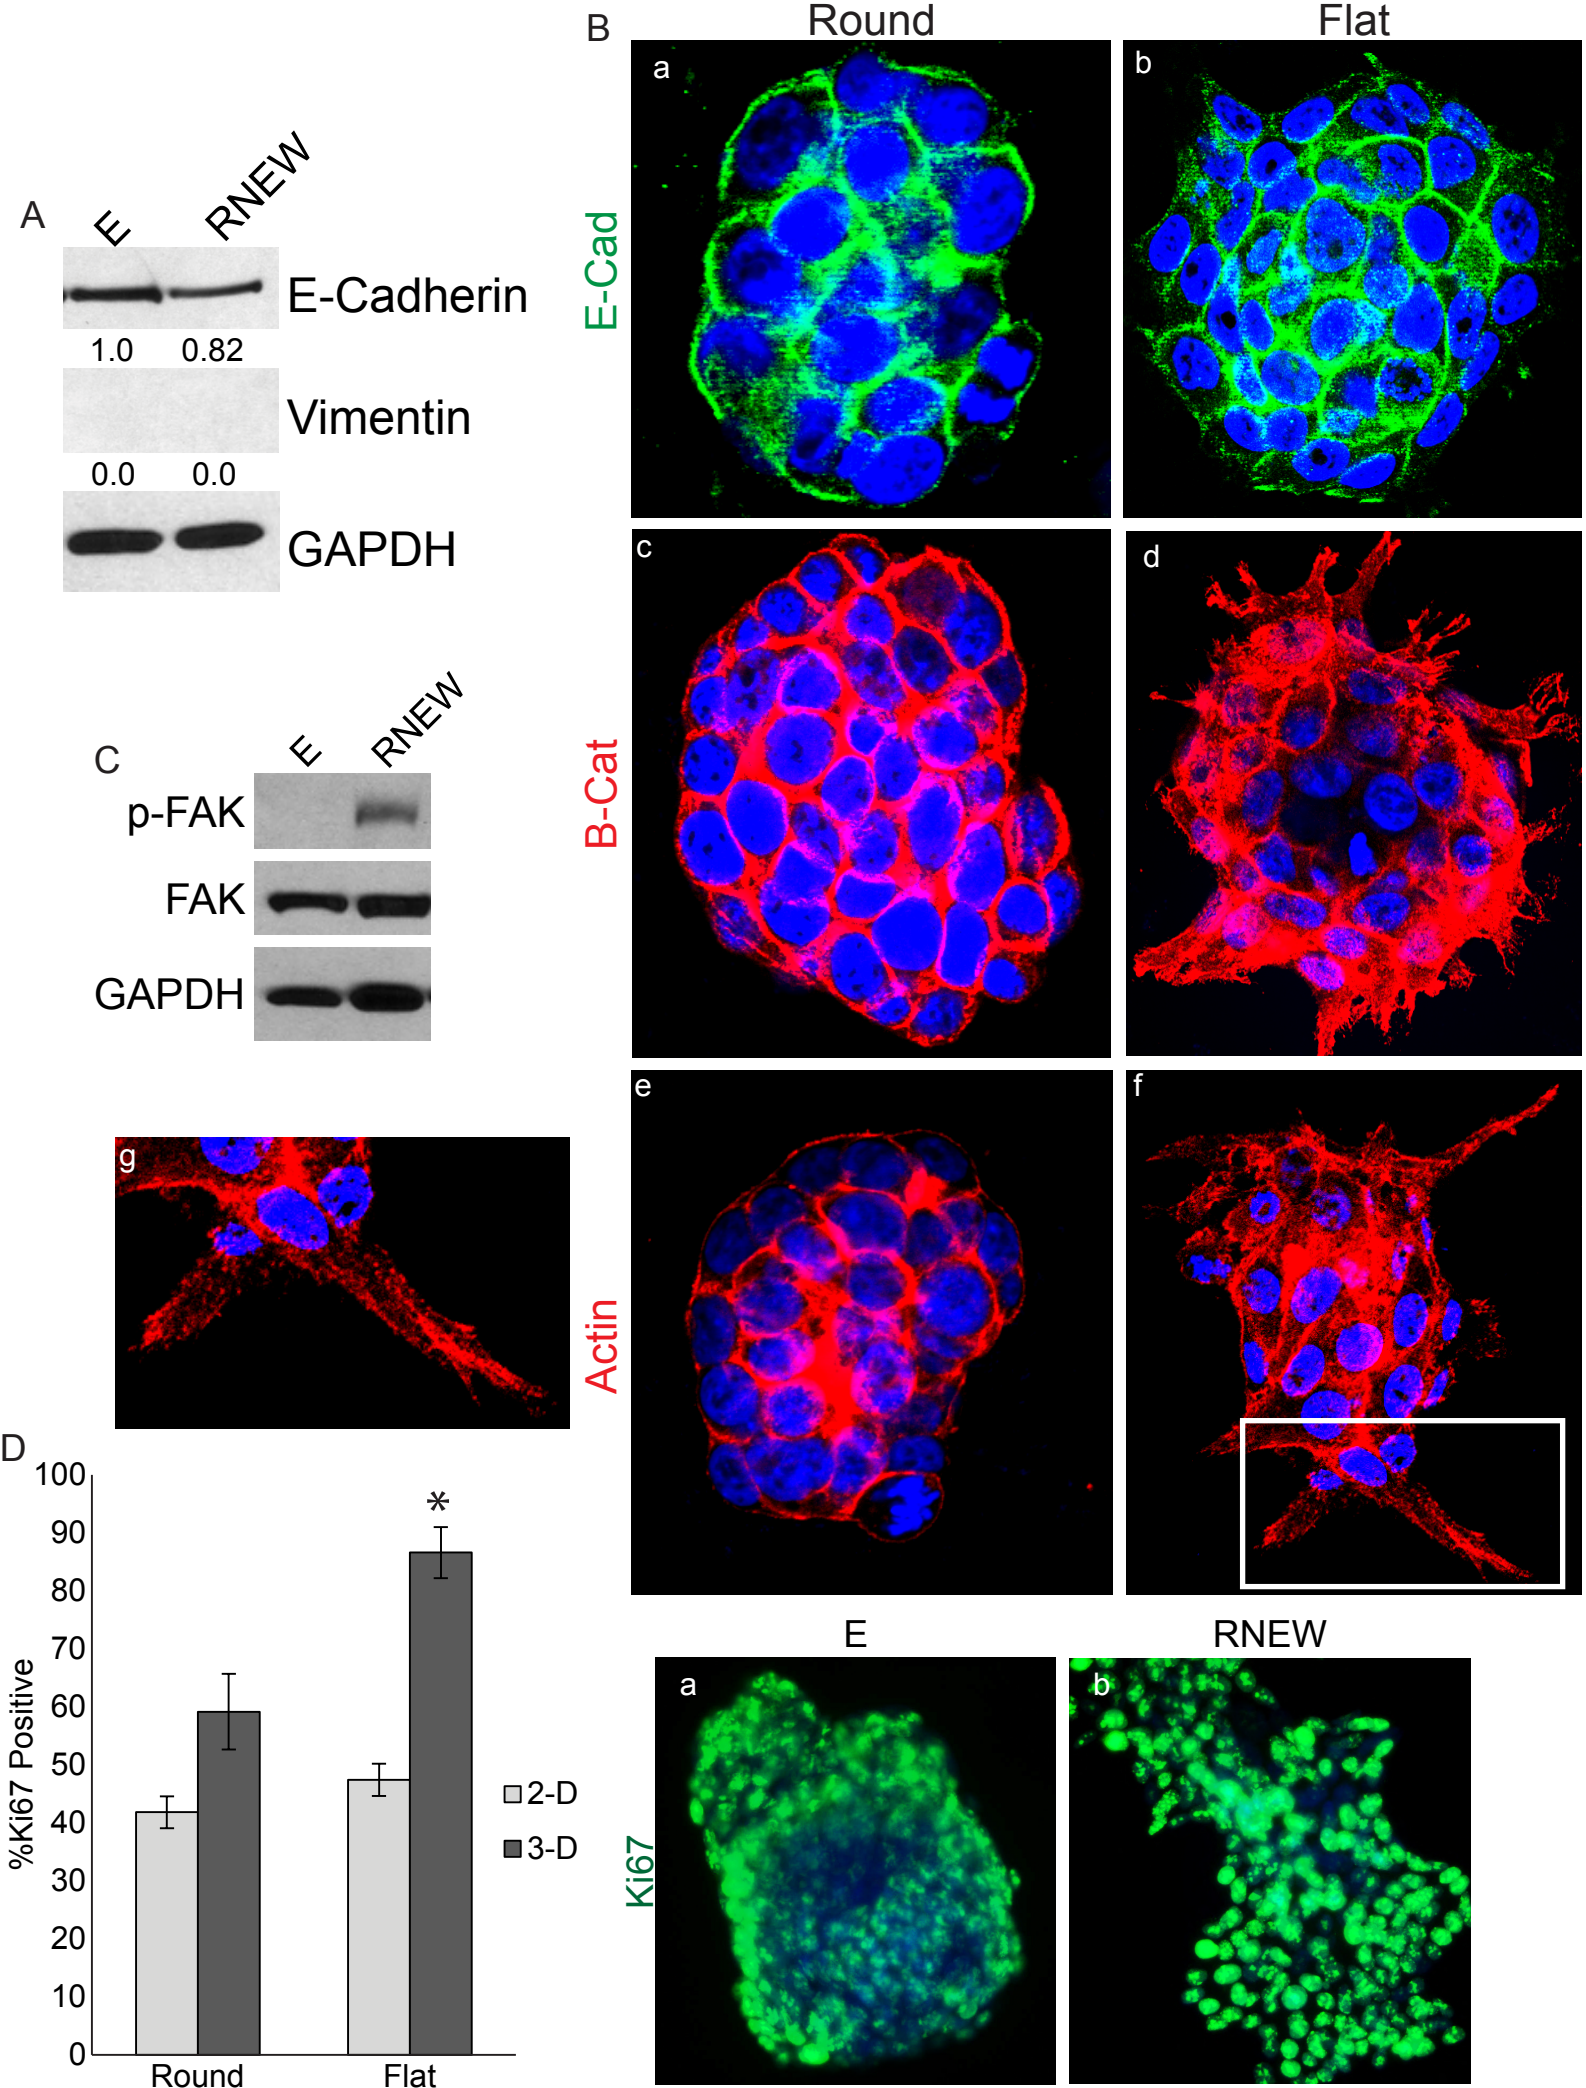 A
E
RNEW
E-Cadherin
1.0 0.82
Vimentin
0.0 0.0
GAPDH
B
Round Flat
E-Cad
a
b
B-Cat
c
d
Actin
e
f
g
C
E
RNEW
p-FAK
FAK
GAPDH
D
%Ki67 Positive
100
90
80
70
60
50
40
30
20
10
0
*
Round Flat
2-D
3-D
E RNEW
Ki67
a
b